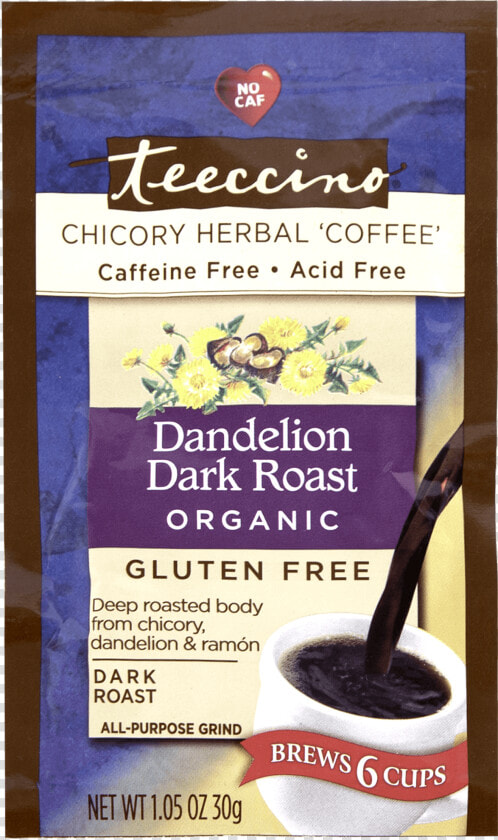 NO
CAF
teeccino
CHICORY HERBAL ‘COFFEE’
Caffeine Free • Acid Free
Dandelion
Dark Roast
ORGANIC
GLUTEN FREE
Deep roasted body
from chicory,
dandelion & ramón
DARK
ROAST
ALL-PURPOSE GRIND
BREWS 6 CUPS
NET WT 1.05 OZ 30g